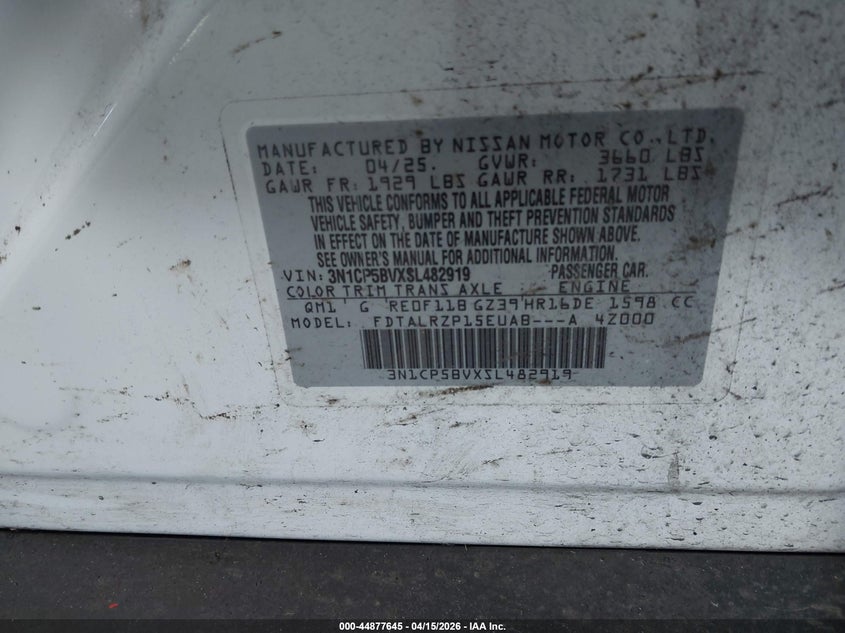 MANUFACTURED BY NISSAN MOTOR CO., LTD.
DATE: 04/25. GVWR: 3660 LBS
GAWR FR: 1929 LBS GAWR RR: 1731 LBS
THIS VEHICLE CONFORMS TO ALL APPLICABLE FEDERAL MOTOR
VEHICLE SAFETY, BUMPER AND THEFT PREVENTION STANDARDS
IN EFFECT ON THE DATE OF MANUFACTURE SHOWN ABOVE.
SEE OWNER'S MANUAL FOR ADDITIONAL INFORMATION.
VIN: 3N1CP5BVXSL482919 PASSENGER CAR.
COLOR TRIM TRANS AXLE ENGINE
QM1 G RE0F11B GZ39 HR16DE 1598 CC
MODEL: FDTALRZP15EUAB---A 4Z000
3N1CP5BVXSL482919
000-44877645 - 04/15/2026 - IAA Inc.